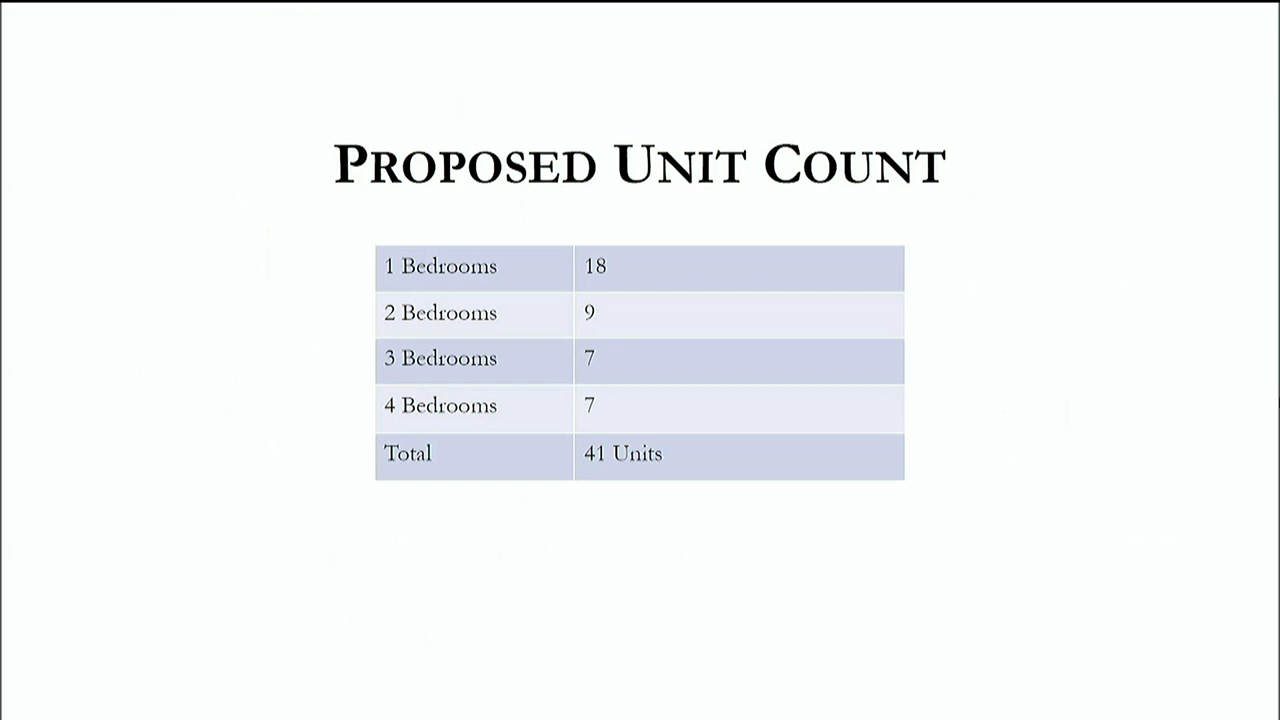 PROPOSED UNIT COUNT
1 Bedrooms 18
2 Bedrooms 9
3 Bedrooms 7
4 Bedrooms 7
Total 41 Units